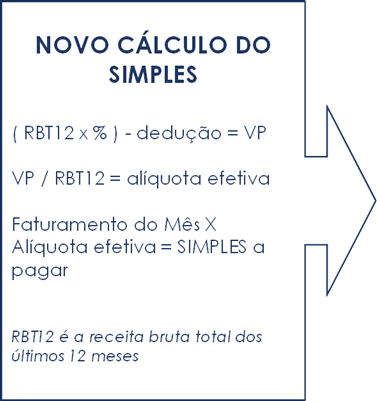 NOVO CÁLCULO DO
SIMPLES
( RBT12 x % ) - dedução = VP
VP / RBT12 = alíquota efetiva
Faturamento do Mês X
Alíquota efetiva = SIMPLES a
pagar
RBT12 é a receita bruta total dos
últimos 12 meses